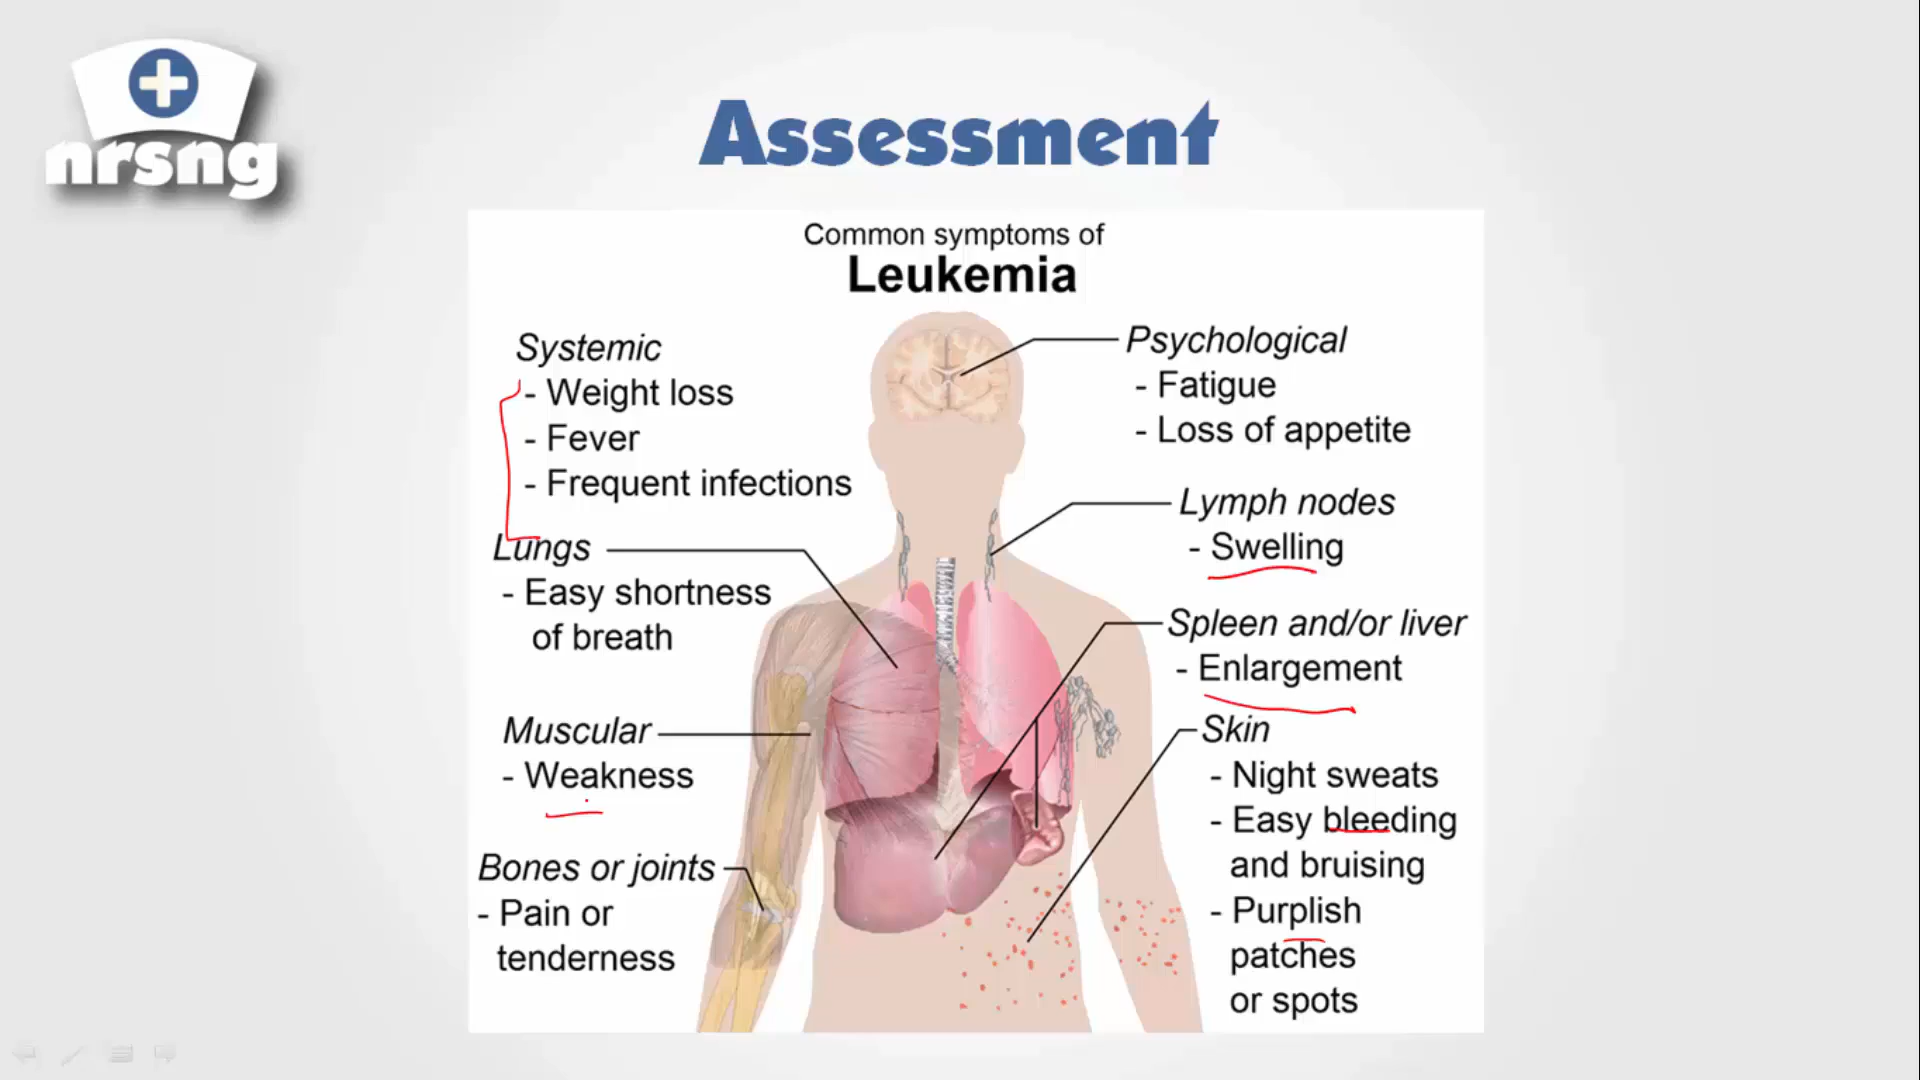 nrsng
Assessment
Common symptoms of
Leukemia
Systemic
- Weight loss
- Fever
- Frequent infections
Lungs
- Easy shortness
of breath
Muscular
- Weakness
Bones or joints
- Pain or
tenderness
Psychological
- Fatigue
- Loss of appetite
Lymph nodes
- Swelling
Spleen and/or liver
- Enlargement
Skin
- Night sweats
- Easy bleeding
and bruising
- Purplish
patches
or spots